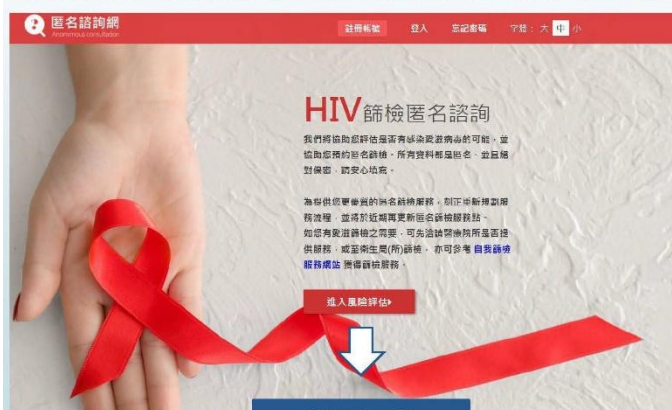 匿名諮詢網
Anonymous consultation
註冊帳號 登入 忘記密碼 字體： 大 中 小
HIV篩檢匿名諮詢
我們將協助您評估是否有感染愛滋病毒的可能，並
協助您預約匿名篩檢。所有資料都是匿名，並且絕
對保密，請安心填寫。
為提供您更優質的匿名篩檢服務，刻正重新規劃服
務流程，並將於近期再更新匿名篩檢服務點。
如您有愛滋篩檢之需要，可先洽請醫療院所是否提
供服務，或至衛生局(所)篩檢， 亦可參考 自我篩檢
服務網站 獲得篩檢服務。
進入風險評估